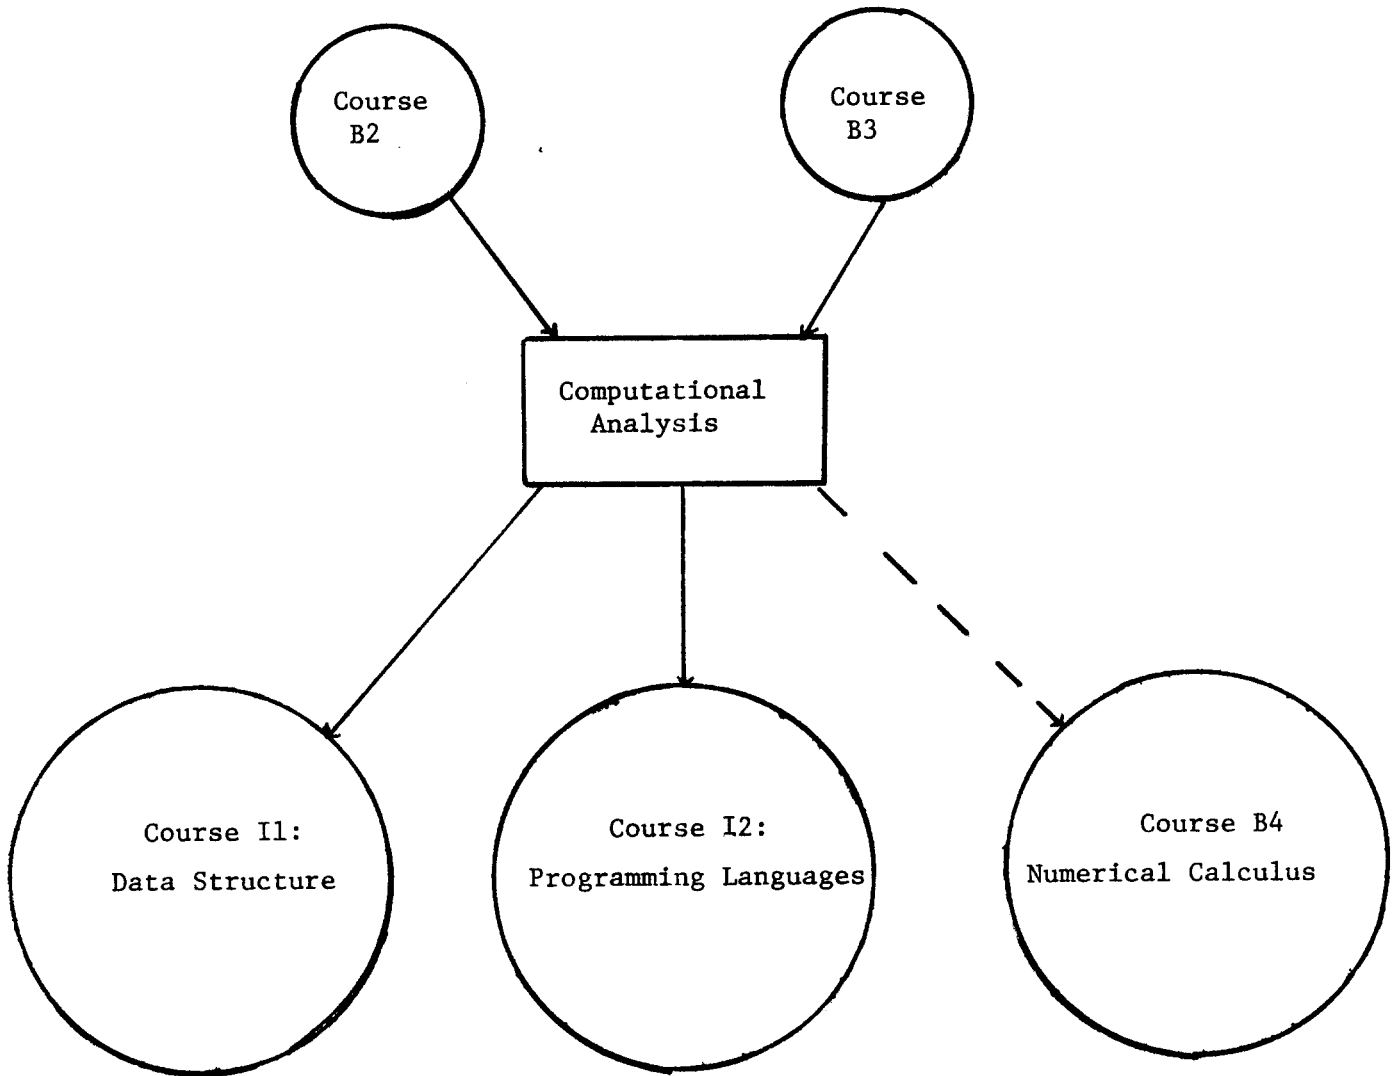 Course
B2
Course
B3
Computational
Analysis
Course I1:
Data Structure
Course I2:
Programming Languages
Course B4
Numerical Calculus